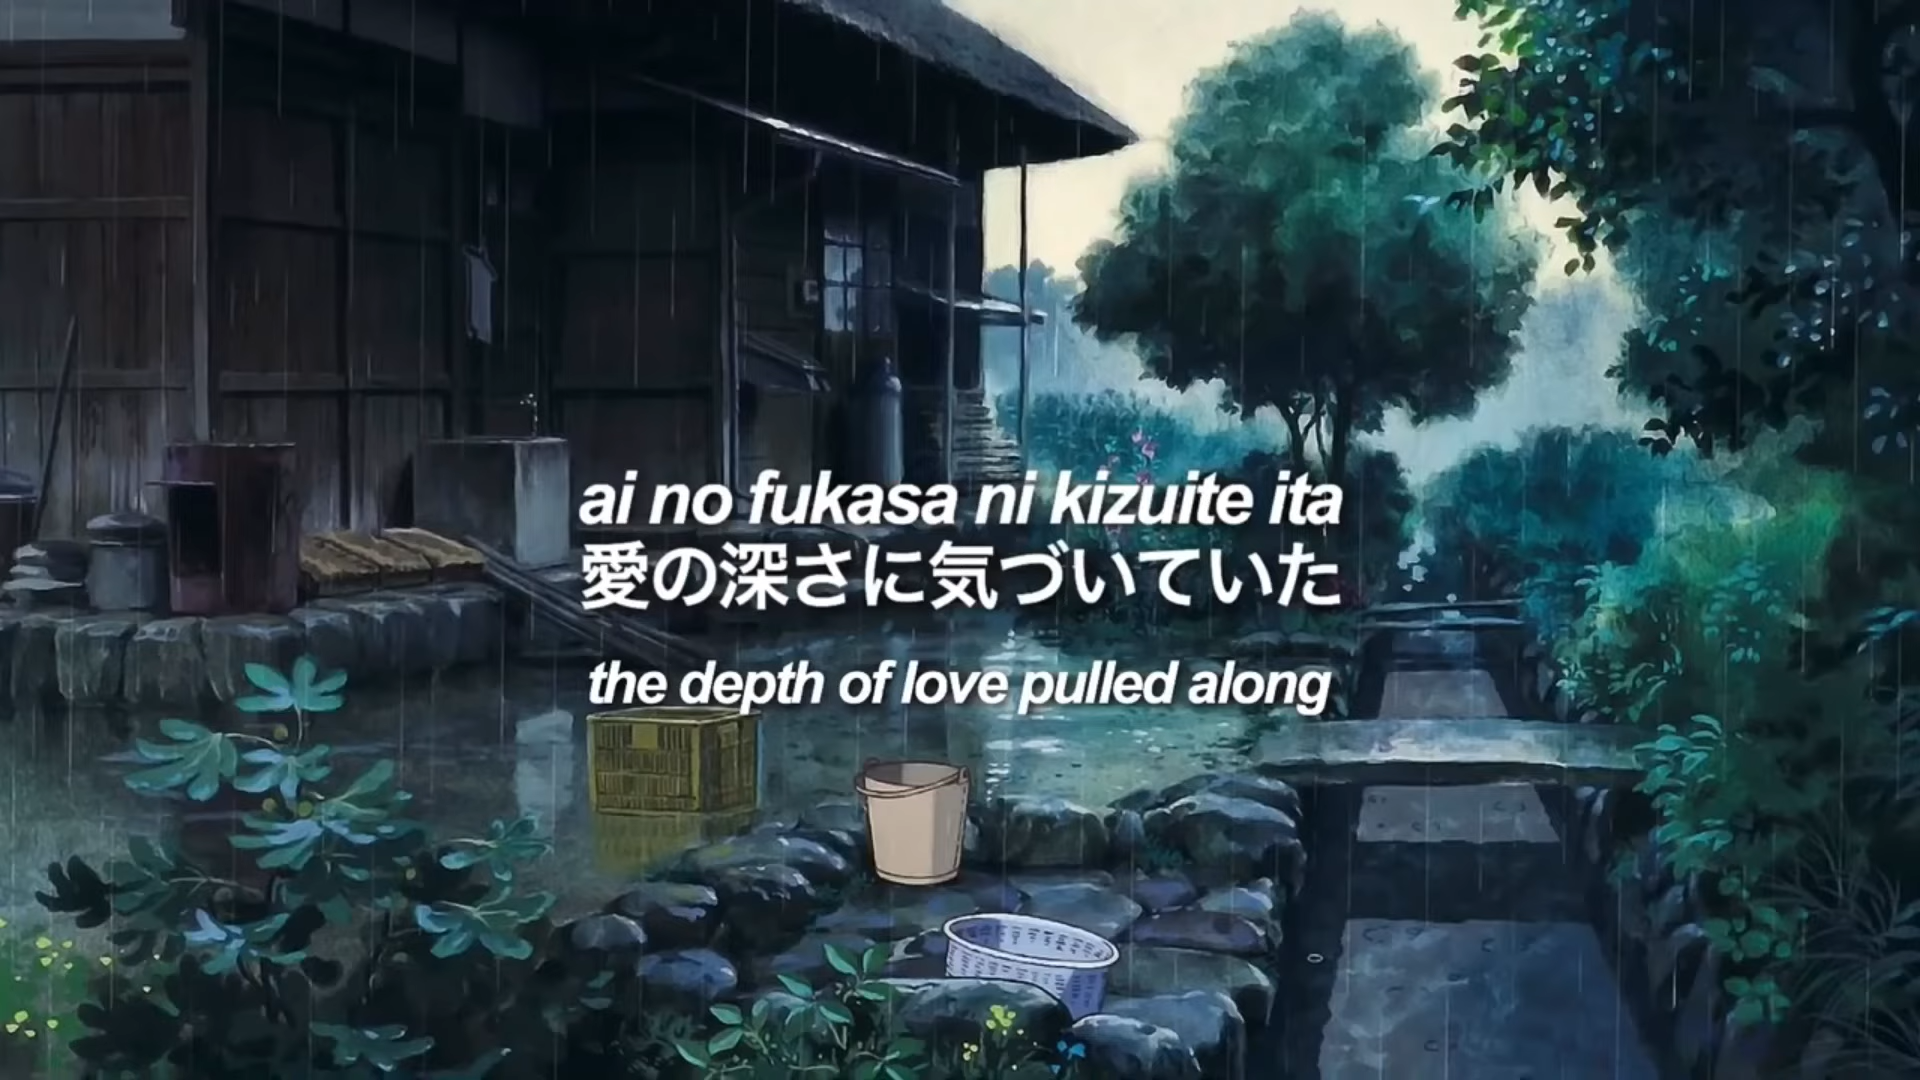 ai no fukasa ni kizuite ita
愛の深さに気づいていた
the depth of love pulled along